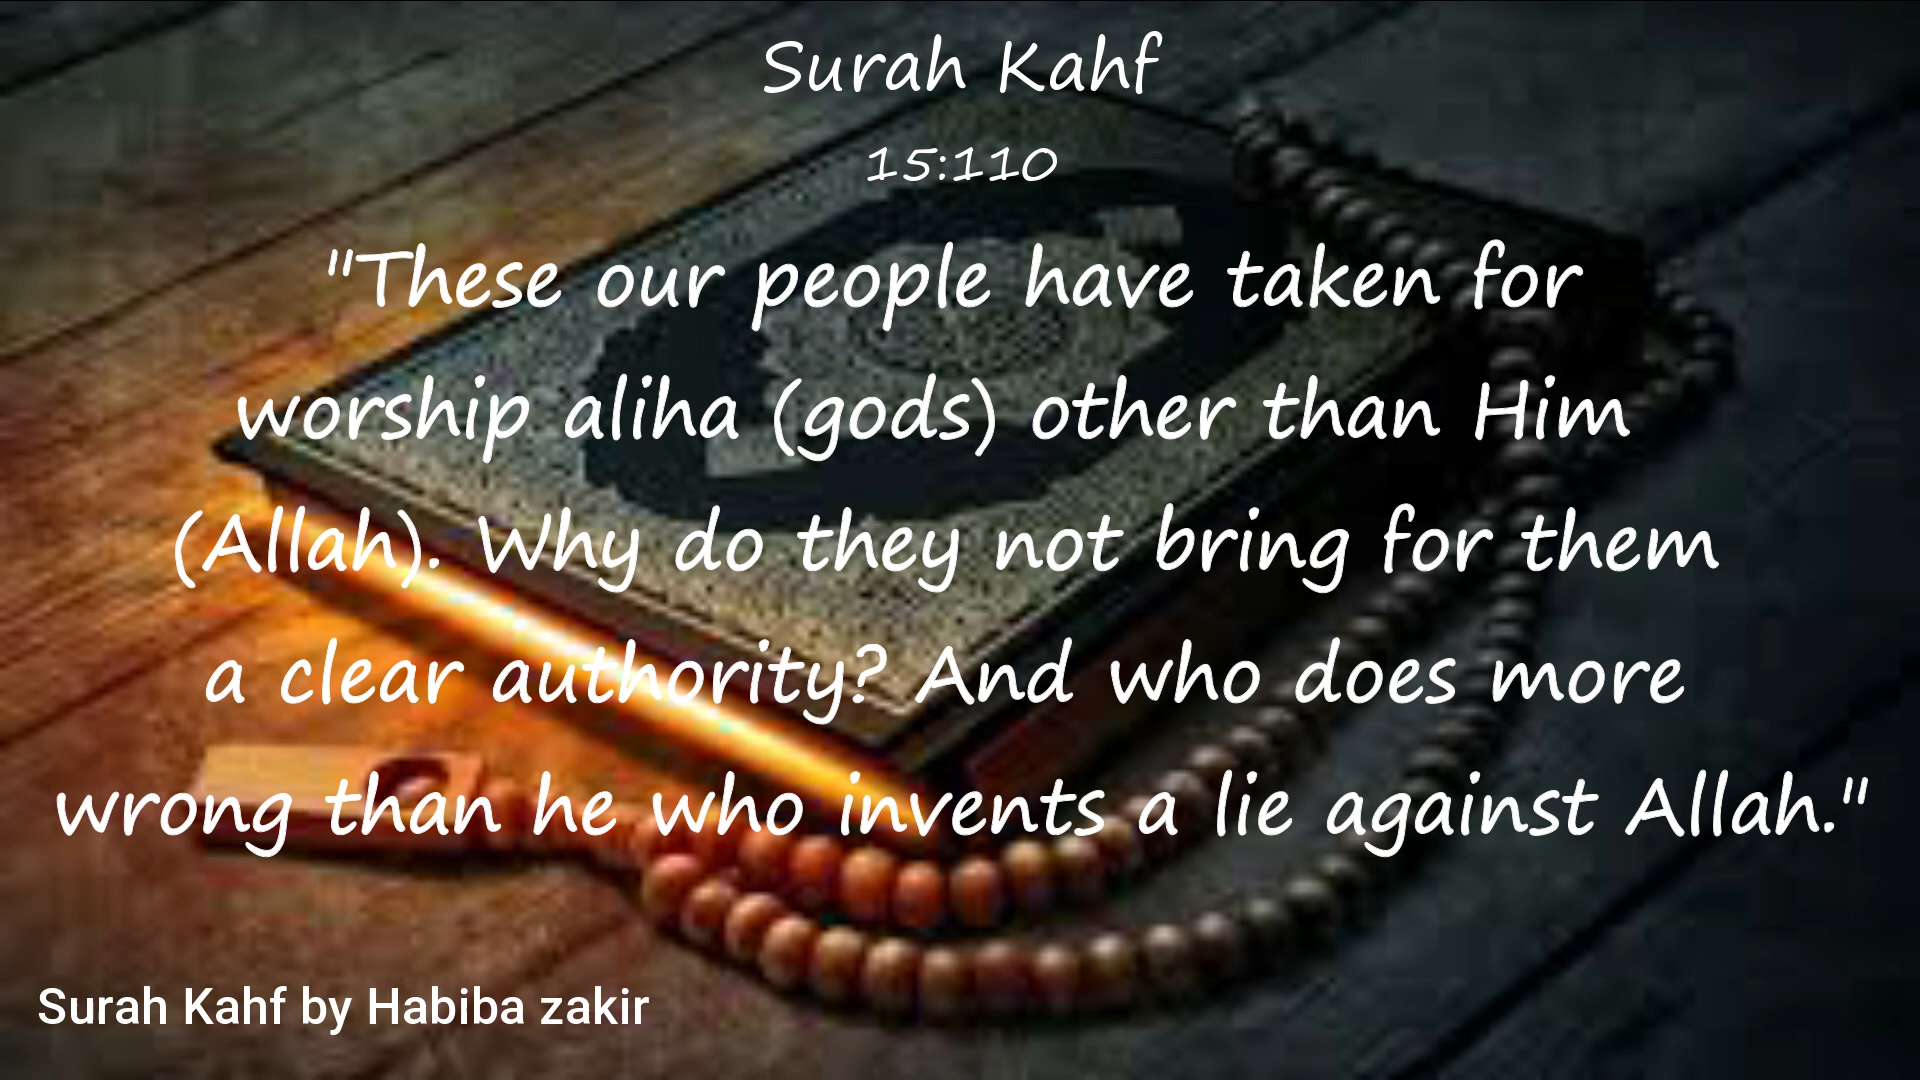 Surah Kahf
15:110
"These our people have taken for
worship aliha (gods) other than Him
(Allah). Why do they not bring for them
a clear authority? And who does more
wrong than he who invents a lie against Allah."
Surah Kahf by Habiba zakir